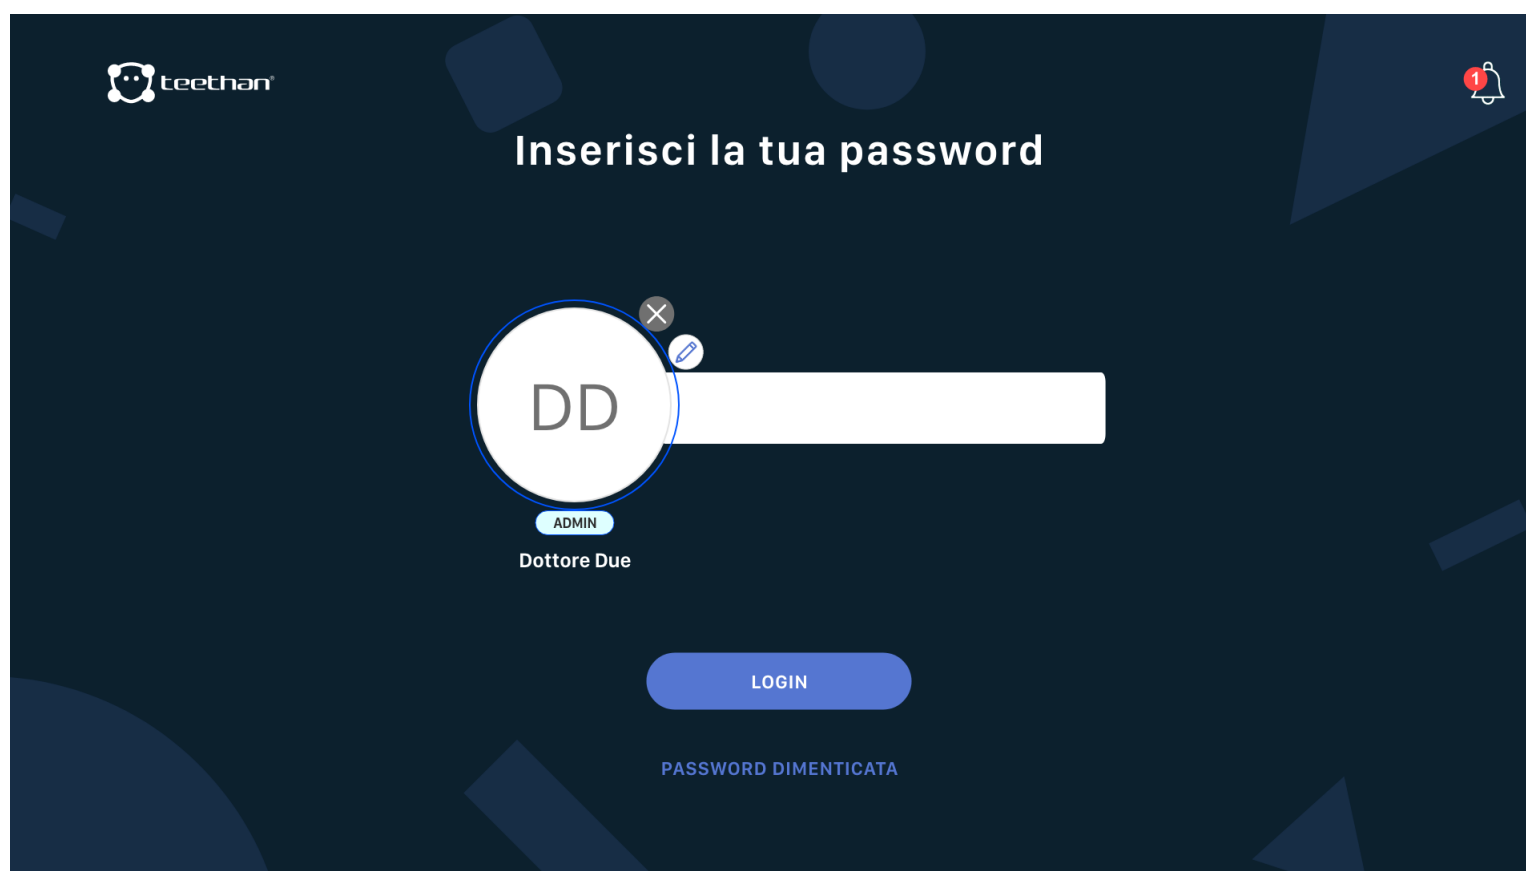 teethan®
1
Inserisci la tua password
DD
ADMIN
Dottore Due
LOGIN
PASSWORD DIMENTICATA